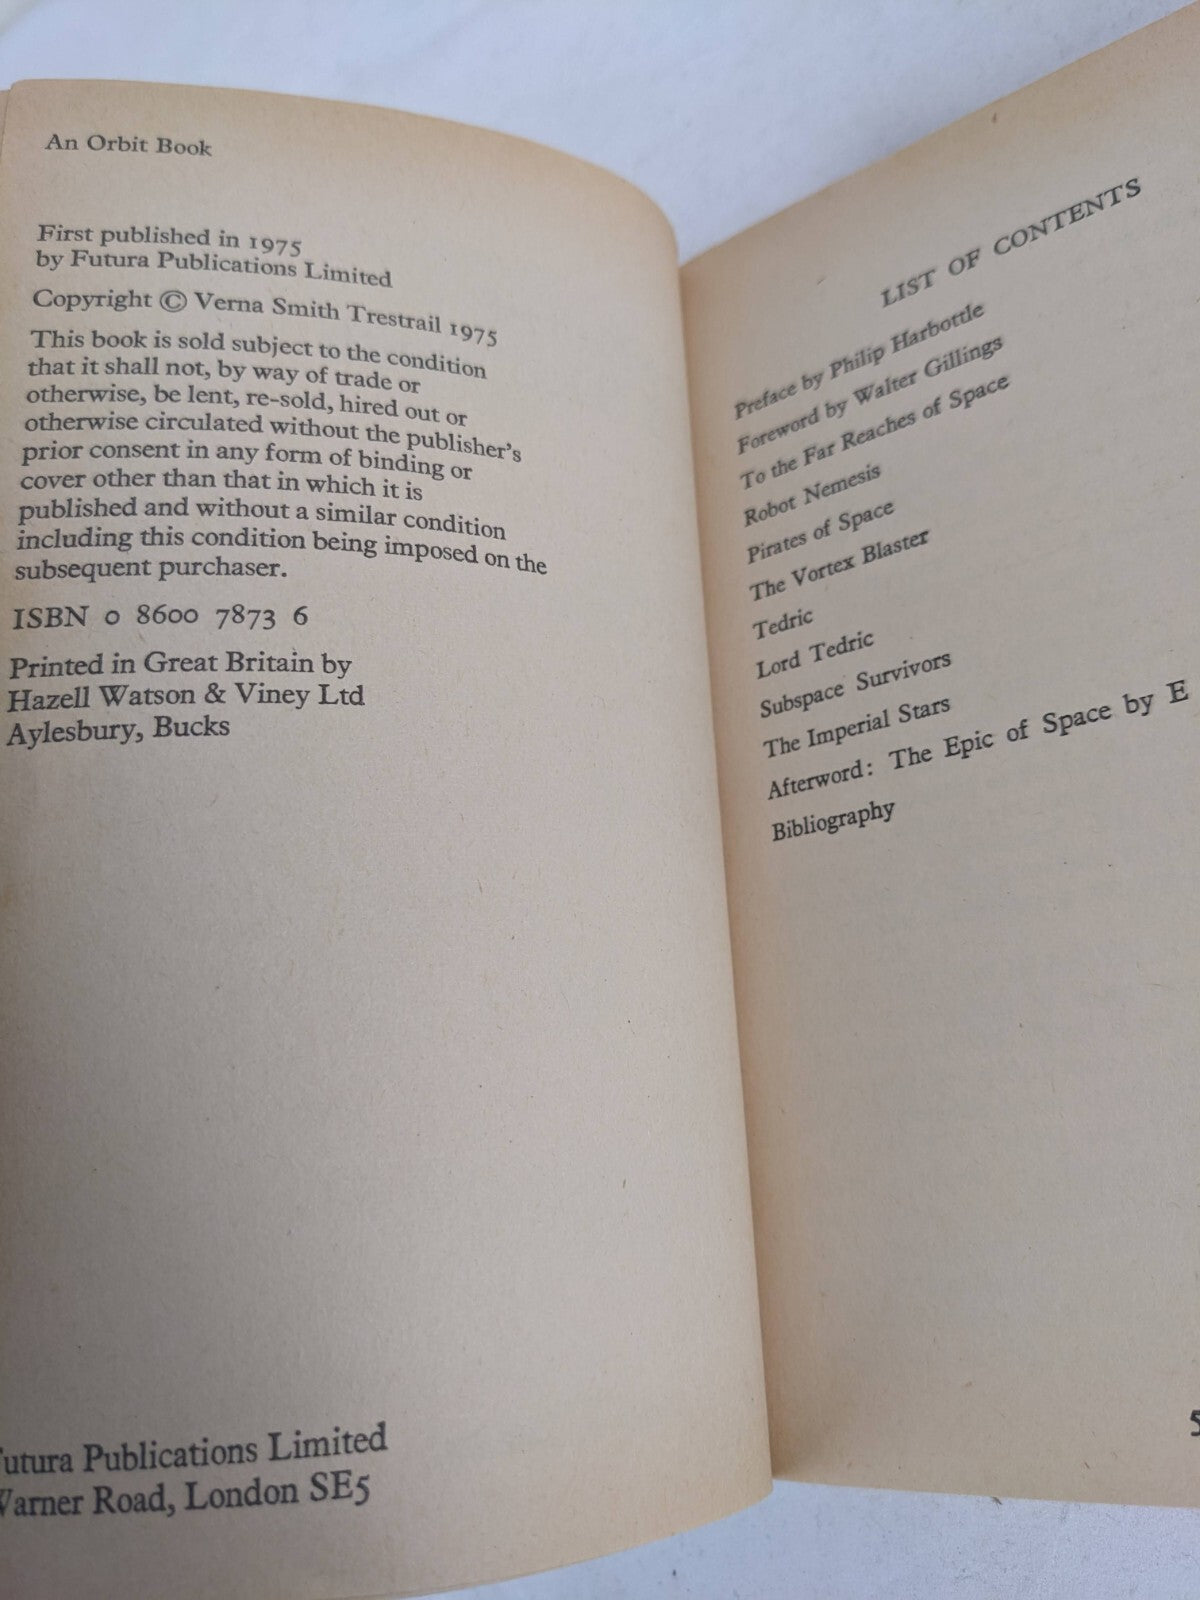 An Orbit Book
First published in 1975
by Futura Publications Limited
Copyright © Verna Smith Trestrail 1975
This book is sold subject to the condition
that it shall not, by way of trade or
otherwise, be lent, re-sold, hired out or
otherwise circulated without the publisher's
prior consent in any form of binding or
cover other than that in which it is
published and without a similar condition
including this condition being imposed on the
subsequent purchaser.
ISBN 0 8600 7873 6
Printed in Great Britain by
Hazell Watson & Viney Ltd
Aylesbury, Bucks
Futura Publications Limited
Warner Road, London SE5
LIST OF CONTENTS
Preface by Philip Harbottle
Foreword by Walter Gillings
To the Far Reaches of Space
Robot Nemesis
Pirates of Space
The Vortex Blaster
Tedric
Lord Tedric
Subspace Survivors
The Imperial Stars
Afterword: The Epic of Space by E
Bibliography
5